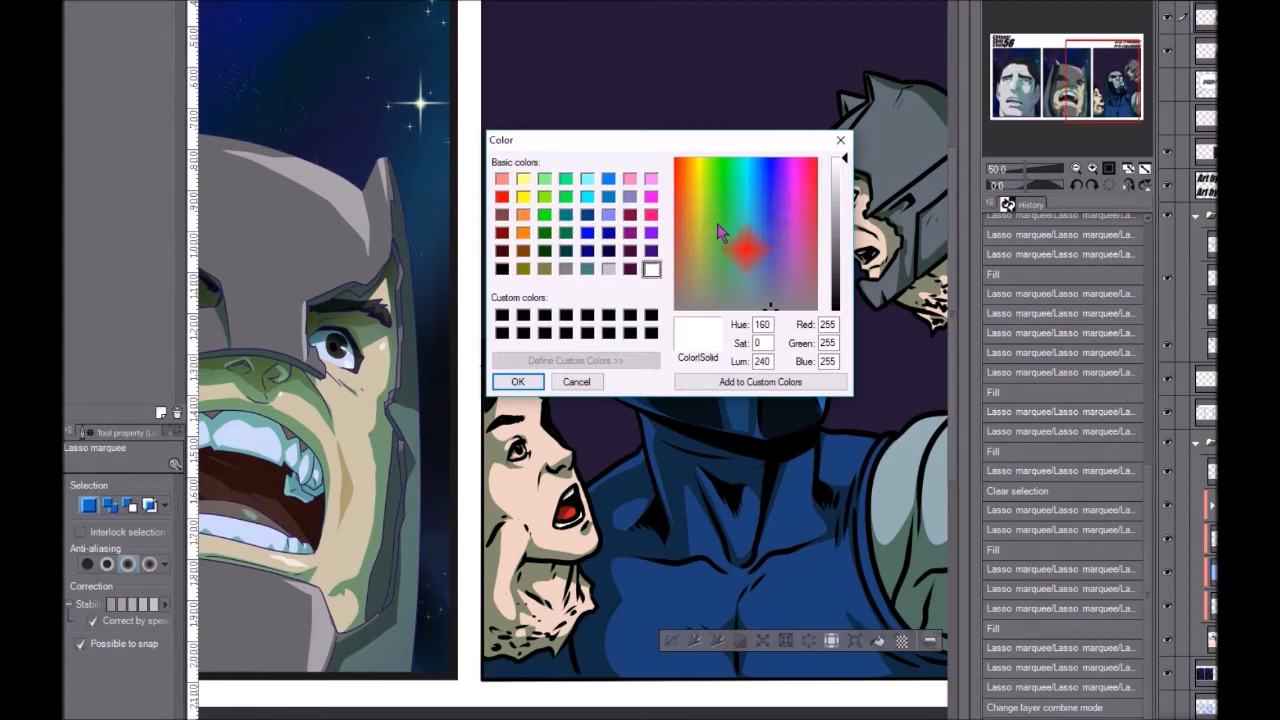 Color
Basic colors:
Custom colors:
Define Custom Colors >>
OK
Cancel
Hue: 160
Sat: 0
Lum: 240
Red: 255
Green: 255
Blue: 255
Color|Solid
Add to Custom Colors
Tool property [La
Lasso marquee
Selection
Interlock selection
Anti-aliasing
Correction
Stabili
Correct by spee
Possible to snap
50.0
0.0
History
Lasso marquee/Lasso marquee/La...
Lasso marquee/Lasso marquee/La...
Lasso marquee/Lasso marquee/La...
Fill
Lasso marquee/Lasso marquee/La...
Lasso marquee/Lasso marquee/La...
Lasso marquee/Lasso marquee/La...
Lasso marquee/Lasso marquee/La...
Lasso marquee/Lasso marquee/La...
Fill
Lasso marquee/Lasso marquee/La...
Lasso marquee/Lasso marquee/La...
Fill
Lasso marquee/Lasso marquee/La...
Clear selection
Lasso marquee/Lasso marquee/La...
Lasso marquee/Lasso marquee/La...
Fill
Lasso marquee/Lasso marquee/La...
Lasso marquee/Lasso marquee/La...
Lasso marquee/Lasso marquee/La...
Fill
Lasso marquee/Lasso marquee/La...
Lasso marquee/Lasso marquee/La...
Lasso marquee/Lasso marquee/La...
Change layer combine mode
Art by